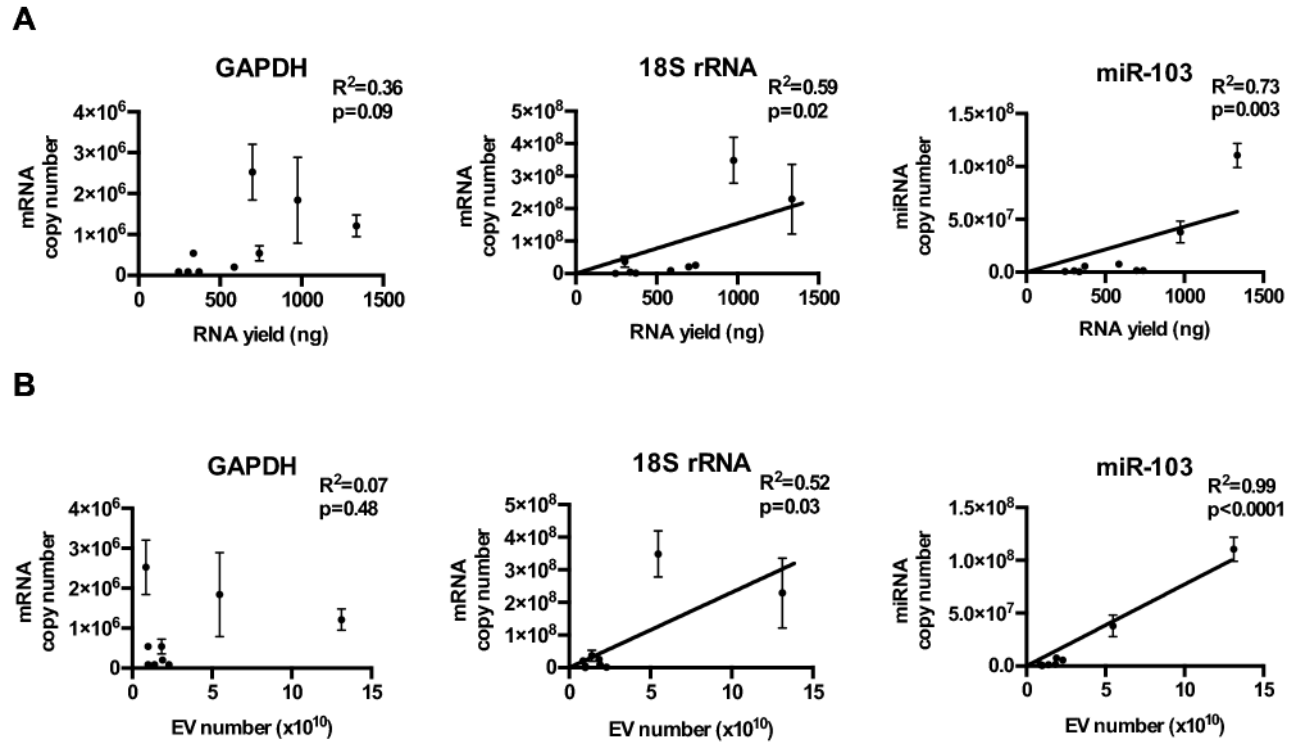 A
GAPDH
R²=0.36
p=0.09
4×10⁶
3×10⁶
2×10⁶
1×10⁶
0
mRNA
copy number
0 500 1000 1500
RNA yield (ng)
18S rRNA
R²=0.59
p=0.02
5×10⁸
4×10⁸
3×10⁸
2×10⁸
1×10⁸
0
mRNA
copy number
0 500 1000 1500
RNA yield (ng)
miR-103
R²=0.73
p=0.003
1.5×10⁸
1.0×10⁸
5.0×10⁷
0.0
miRNA
copy number
0 500 1000 1500
RNA yield (ng)
B
GAPDH
R²=0.07
p=0.48
4×10⁶
3×10⁶
2×10⁶
1×10⁶
0
mRNA
copy number
0 5 10 15
EV number (x10¹⁰)
18S rRNA
R²=0.52
p=0.03
5×10⁸
4×10⁸
3×10⁸
2×10⁸
1×10⁸
0
mRNA
copy number
0 5 10 15
EV number (x10¹⁰)
miR-103
R²=0.99
p<0.0001
1.5×10⁸
1.0×10⁸
5.0×10⁷
0.0
miRNA
copy number
0 5 10 15
EV number (x10¹⁰)